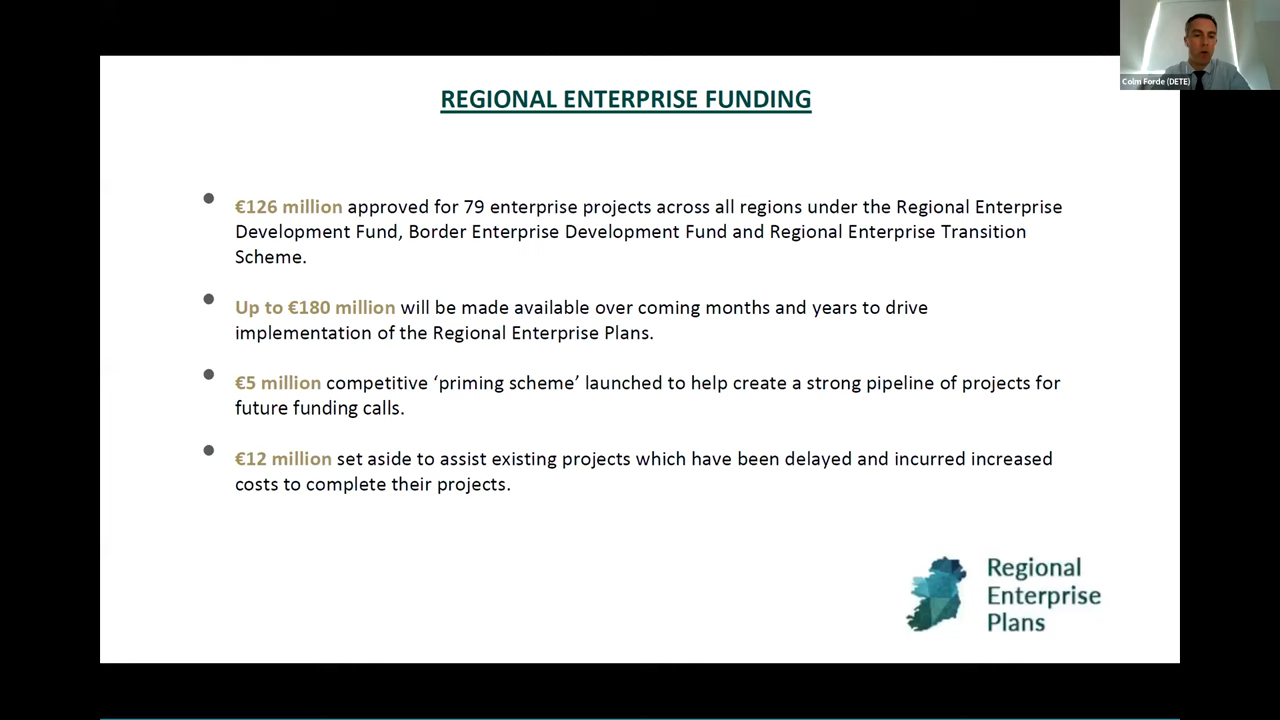 Colm Forde (DETE)
REGIONAL ENTERPRISE FUNDING
€126 million approved for 79 enterprise projects across all regions under the Regional Enterprise
Development Fund, Border Enterprise Development Fund and Regional Enterprise Transition
Scheme.
Up to €180 million will be made available over coming months and years to drive
implementation of the Regional Enterprise Plans.
€5 million competitive ‘priming scheme’ launched to help create a strong pipeline of projects for
future funding calls.
€12 million set aside to assist existing projects which have been delayed and incurred increased
costs to complete their projects.
Regional
Enterprise
Plans